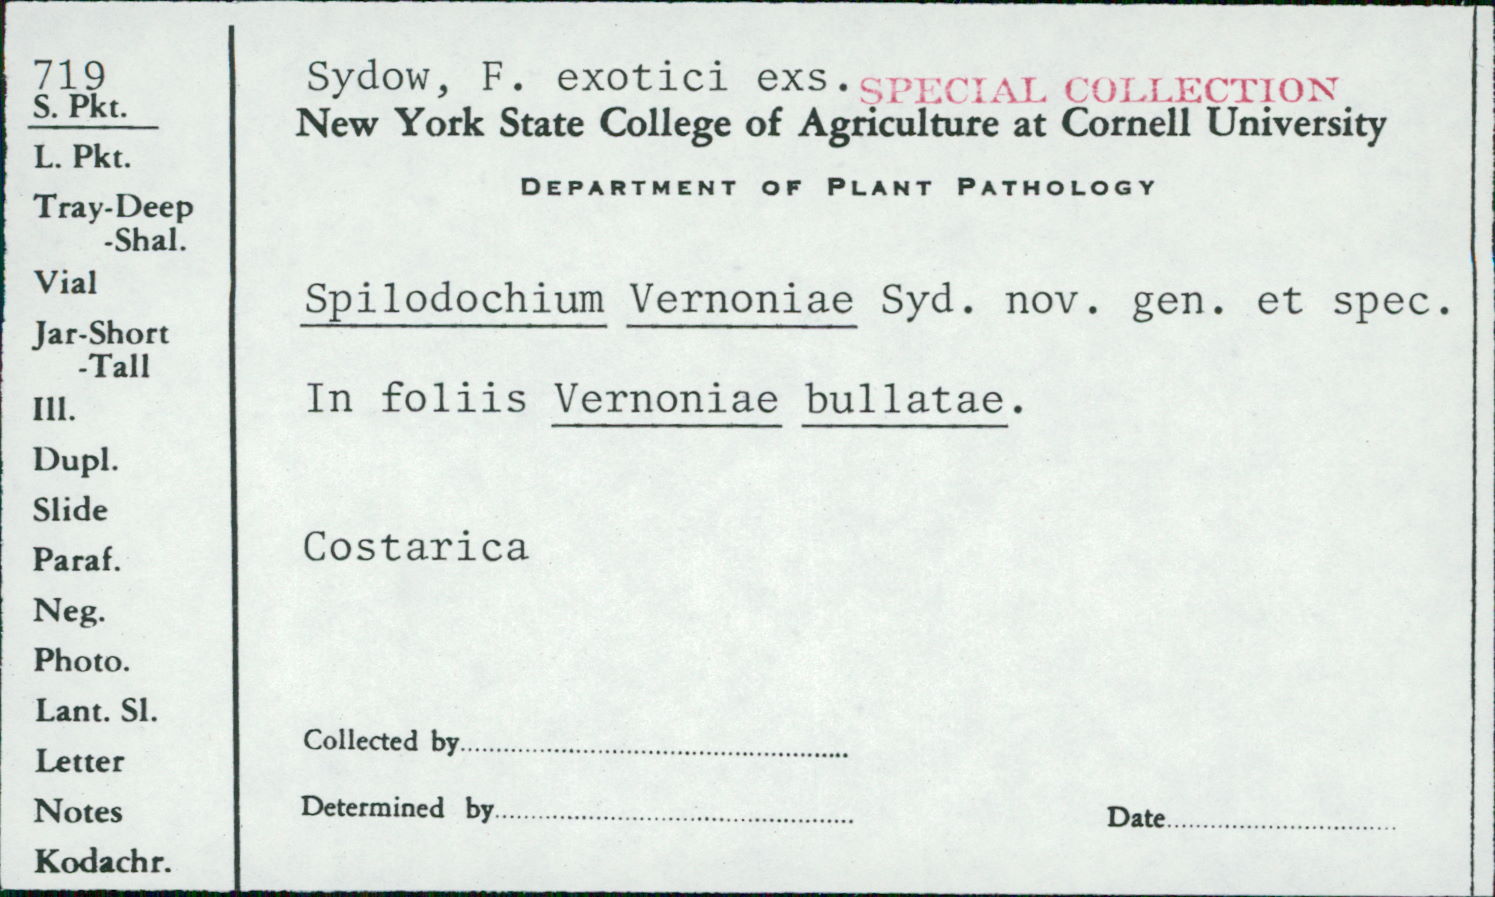 719
S. Pkt.
L. Pkt.
Tray-Deep
-Shal.
Vial
Jar-Short
-Tall
Ill.
Dupl.
Slide
Paraf.
Neg.
Photo.
Lant. Sl.
Letter
Notes
Kodachr.
Sydow, F. exotici exs. SPECIAL COLLECTION
New York State College of Agriculture at Cornell University
DEPARTMENT OF PLANT PATHOLOGY
Spilodochium Vernoniae Syd. nov. gen. et spec.
In foliis Vernoniae bullatae.
Costarica
Collected by
Determined by
Date